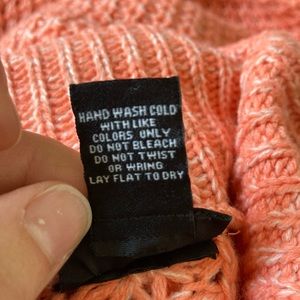 HAND WASH COLD
WITH LIKE
COLORS ONLY
DO NOT BLEACH
DO NOT TWIST
OR WRING
LAY FLAT TO DRY